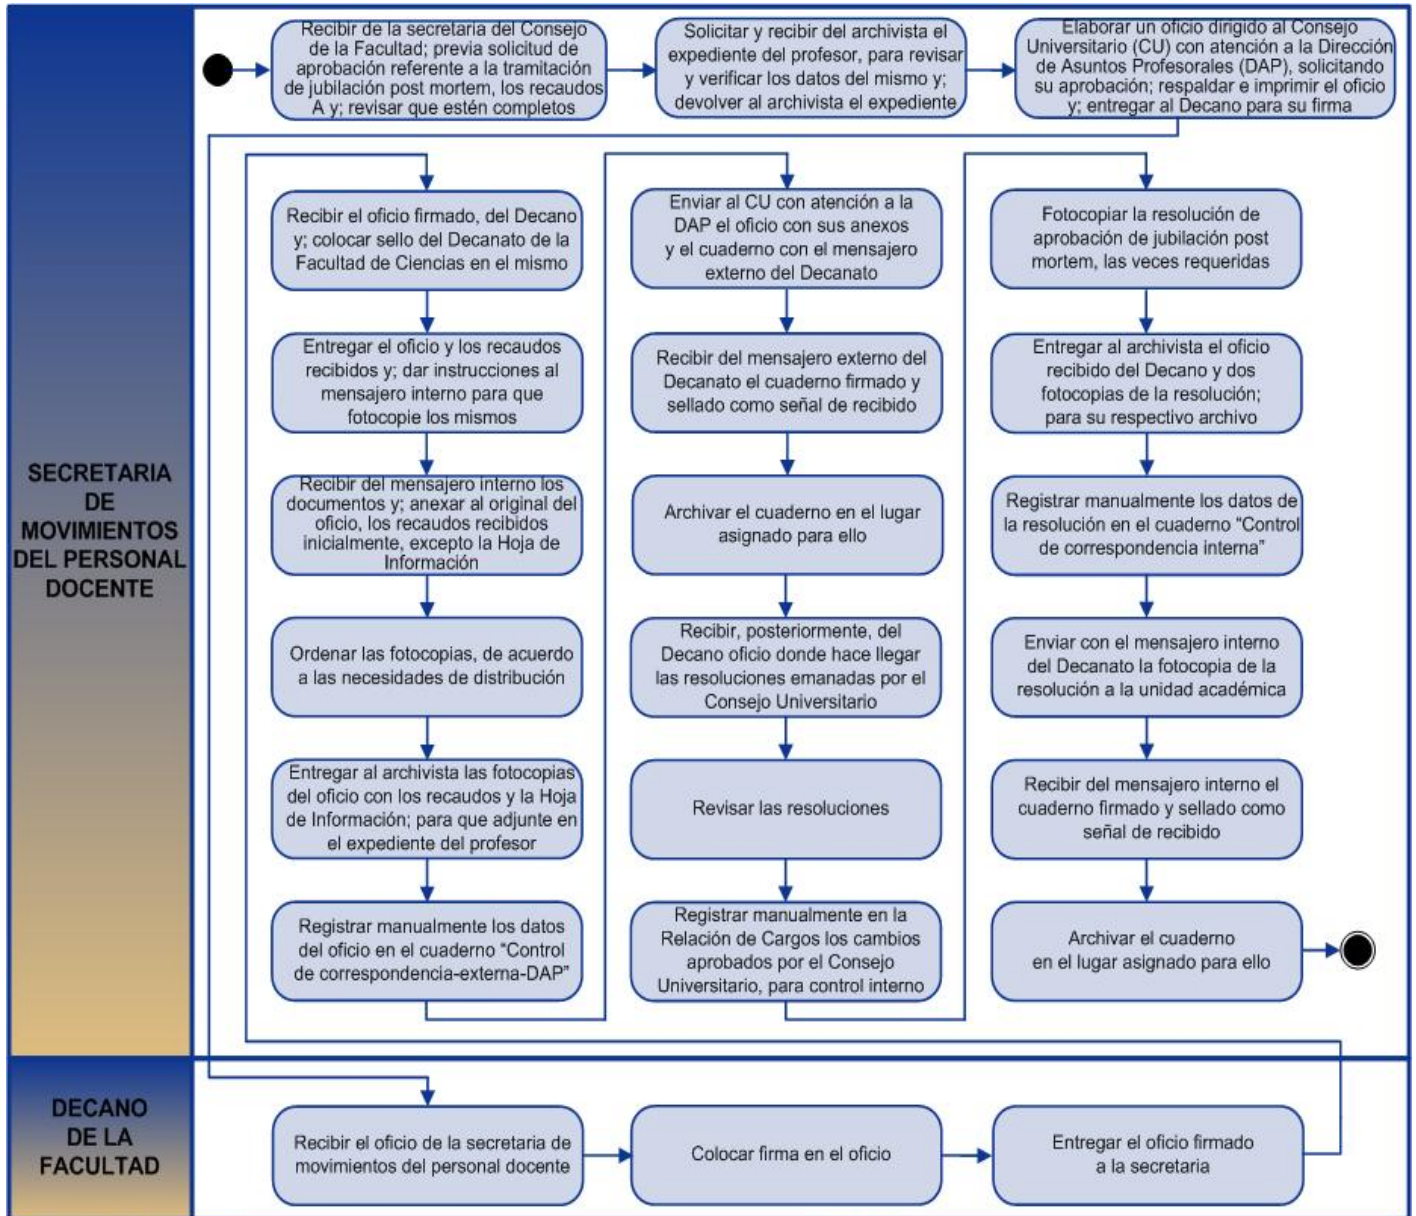 Recibir de la secretaria del Consejo
de la Facultad; previa solicitud de
aprobación referente a la tramitación
de jubilación post mortem, los recaudos
A y; revisar que estén completos
Solicitar y recibir del archivista el
expediente del profesor, para revisar
y verificar los datos del mismo y;
devolver al archivista el expediente
Elaborar un oficio dirigido al Consejo
Universitario (CU) con atención a la Dirección
de Asuntos Profesorales (DAP), solicitando
su aprobación; respaldar e imprimir el oficio
y; entregar al Decano para su firma
SECRETARIA
DE
MOVIMIENTOS
DEL PERSONAL
DOCENTE
Recibir el oficio firmado, del Decano
y; colocar sello del Decanato de la
Facultad de Ciencias en el mismo
Entregar el oficio y los recaudos
recibidos y; dar instrucciones al
mensajero interno para que
fotocopie los mismos
Recibir del mensajero interno los
documentos y; anexar al original del
oficio, los recaudos recibidos
inicialmente, excepto la Hoja de
Información
Ordenar las fotocopias, de acuerdo
a las necesidades de distribución
Entregar al archivista las fotocopias
del oficio con los recaudos y la Hoja
de Información; para que adjunte en
el expediente del profesor
Registrar manualmente los datos
del oficio en el cuaderno “Control
de correspondencia-externa-DAP”
Enviar al CU con atención a la
DAP el oficio con sus anexos
y el cuaderno con el mensajero
externo del Decanato
Recibir del mensajero externo del
Decanato el cuaderno firmado y
sellado como señal de recibido
Archivar el cuaderno en el lugar
asignado para ello
Recibir, posteriormente, del
Decano oficio donde hace llegar
las resoluciones emanadas por el
Consejo Universitario
Revisar las resoluciones
Registrar manualmente en la
Relación de Cargos los cambios
aprobados por el Consejo
Universitario, para control interno
Fotocopiar la resolución de
aprobación de jubilación post
mortem, las veces requeridas
Entregar al archivista el oficio
recibido del Decano y dos
fotocopias de la resolución;
para su respectivo archivo
Registrar manualmente los datos de
la resolución en el cuaderno “Control
de correspondencia interna”
Enviar con el mensajero interno
del Decanato la fotocopia de la
resolución a la unidad académica
Recibir del mensajero interno el
cuaderno firmado y sellado como
señal de recibido
Archivar el cuaderno
en el lugar asignado para ello
DECANO
DE LA
FACULTAD
Recibir el oficio de la secretaria de
movimientos del personal docente
Colocar firma en el oficio
Entregar el oficio firmado
a la secretaria